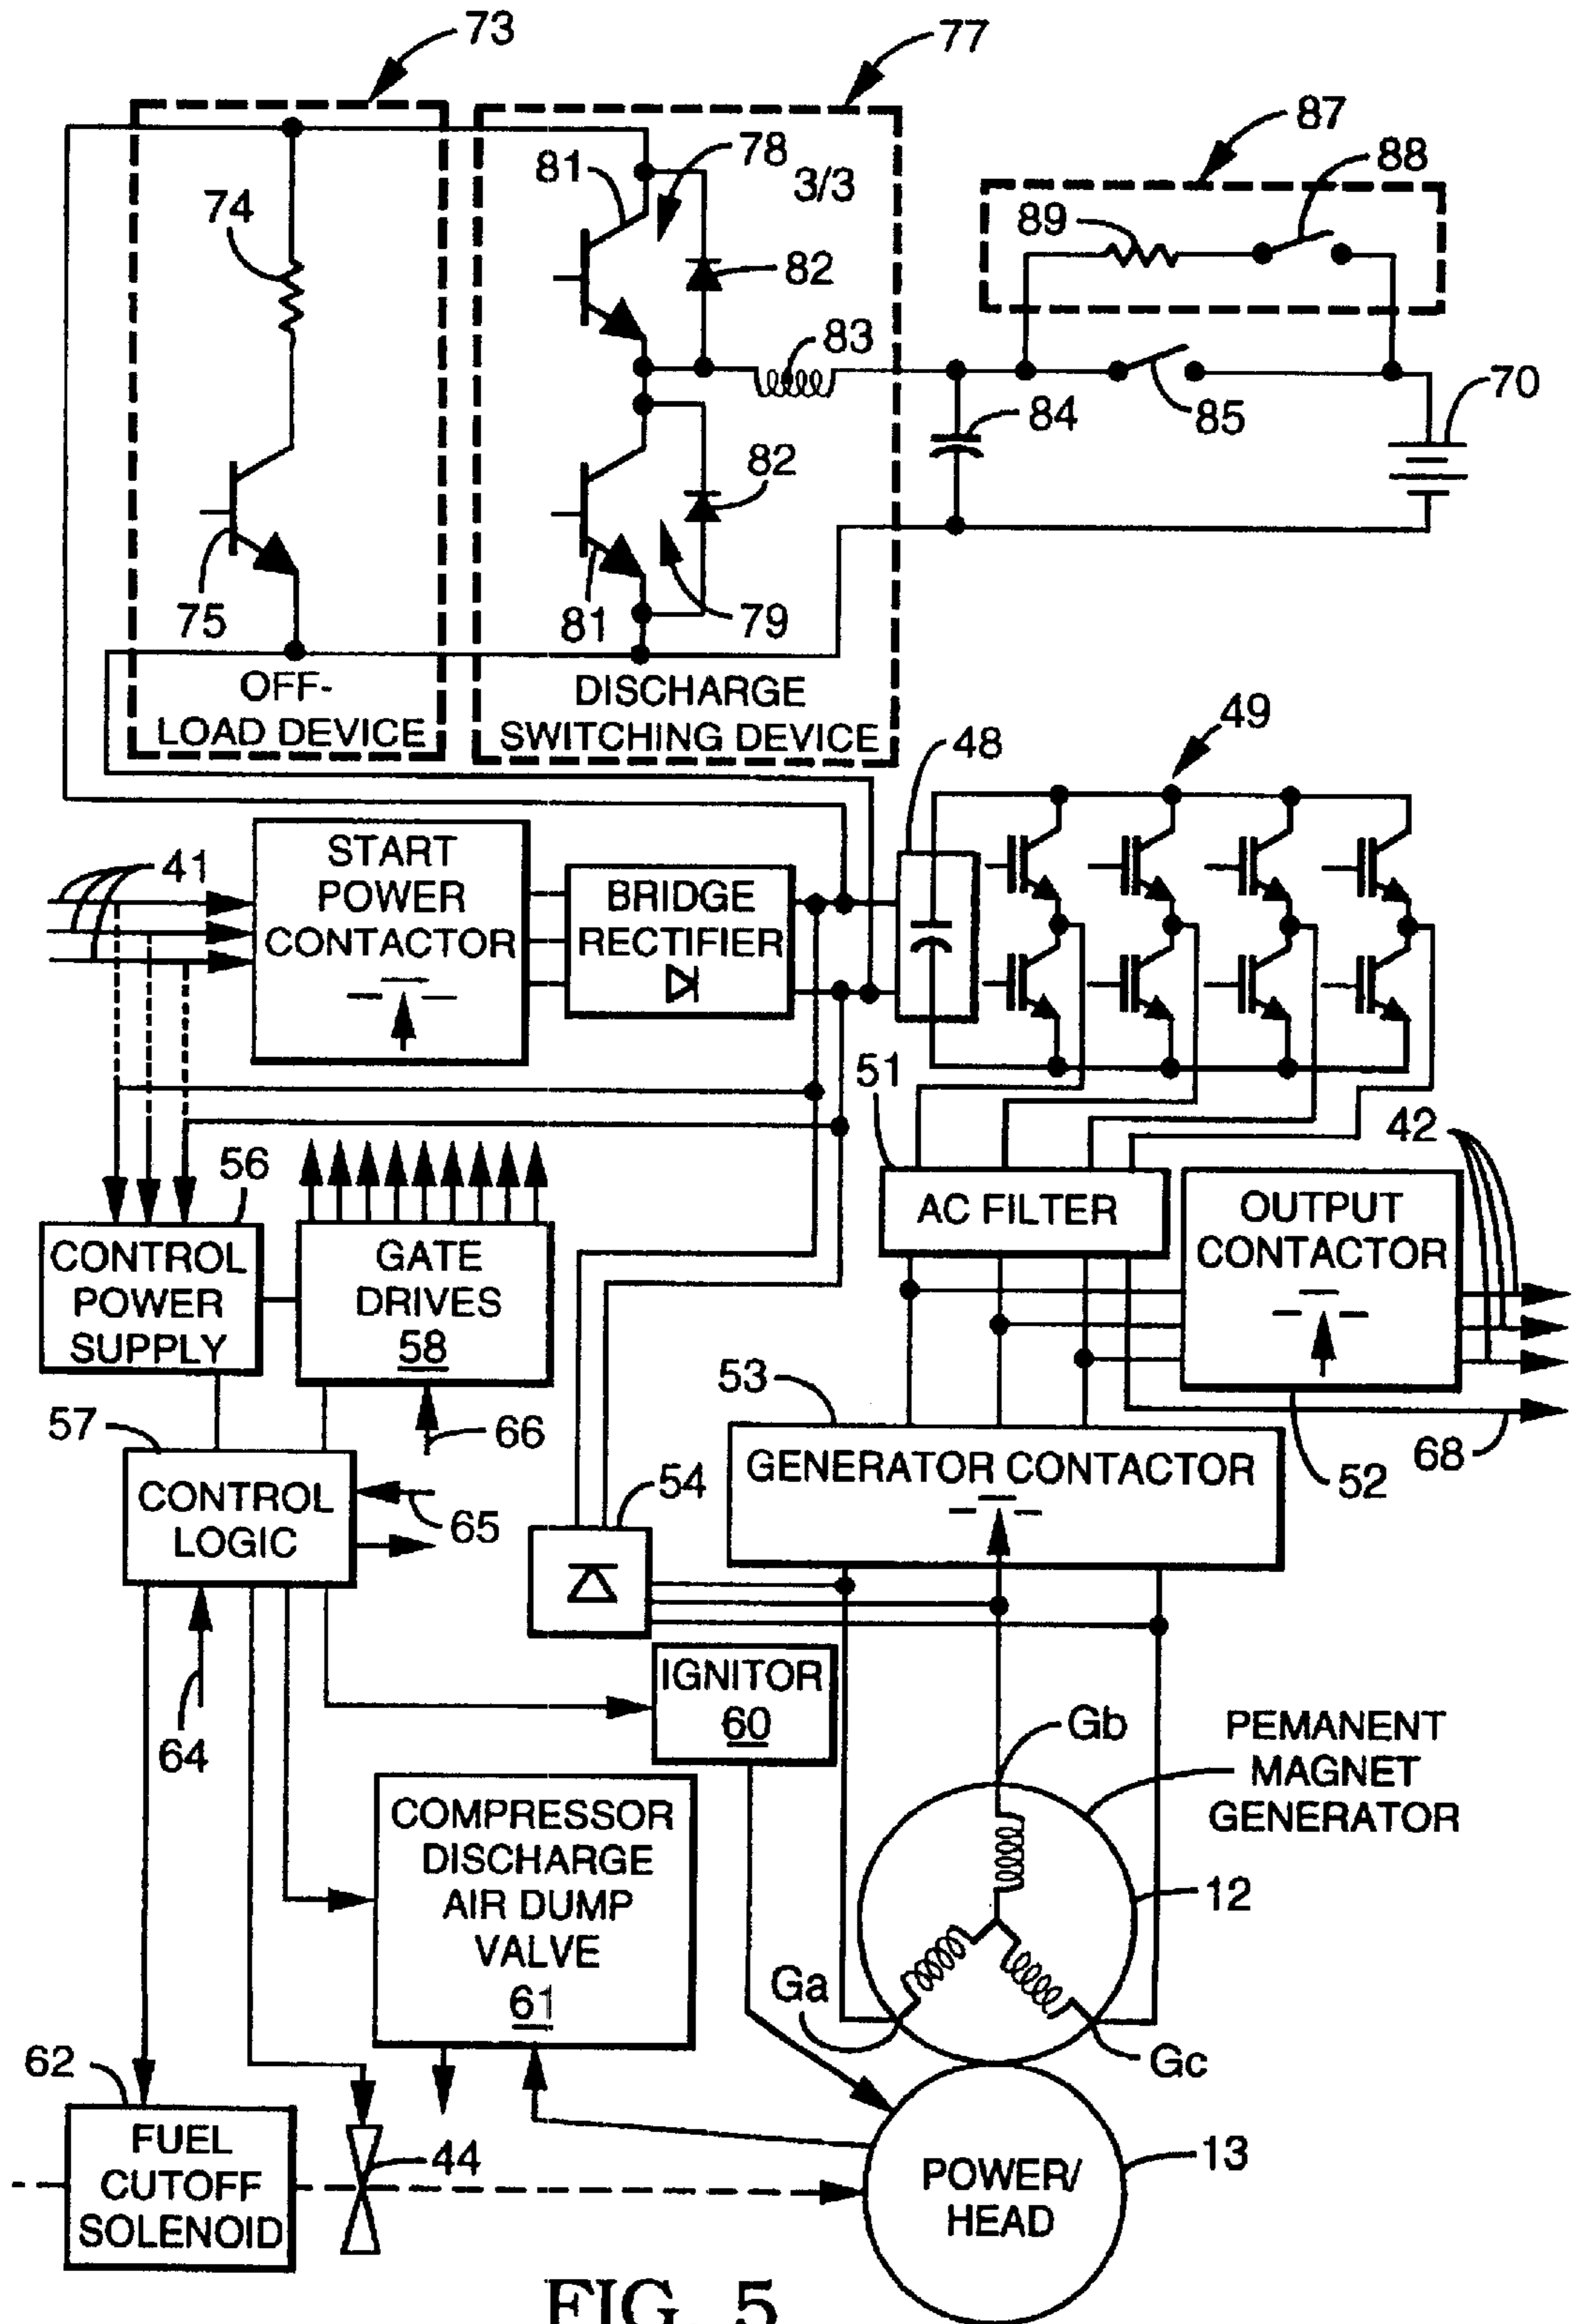 73
77
87
88
81
78
3/3
89
74
82
83
84
85
70
82
75
81
79
OFF-
LOAD DEVICE
DISCHARGE
SWITCHING DEVICE
48
49
41
START
POWER
CONTACTOR
BRIDGE
RECTIFIER
51
42
56
AC FILTER
OUTPUT
CONTACTOR
CONTROL
POWER
SUPPLY
GATE
DRIVES
58
53
57
66
68
52
GENERATOR CONTACTOR
54
CONTROL
LOGIC
65
64
IGNITOR
60
Gb
PEMANENT
MAGNET
GENERATOR
COMPRESSOR
DISCHARGE
AIR DUMP
VALVE
61
12
Ga
Gc
62
FUEL
CUTOFF
SOLENOID
44
13
POWER/
HEAD
FIG. 5